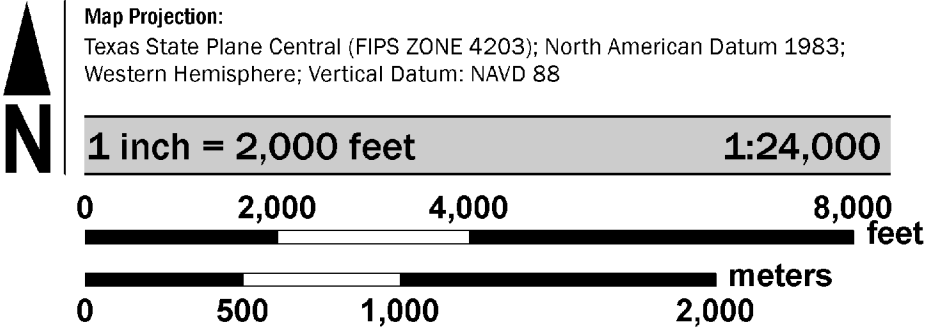 Map Projection:
Texas State Plane Central (FIPS ZONE 4203); North American Datum 1983;
Western Hemisphere; Vertical Datum: NAVD 88
N
1 inch = 2,000 feet 1:24,000
0 2,000 4,000 8,000
feet
meters
0 500 1,000 2,000